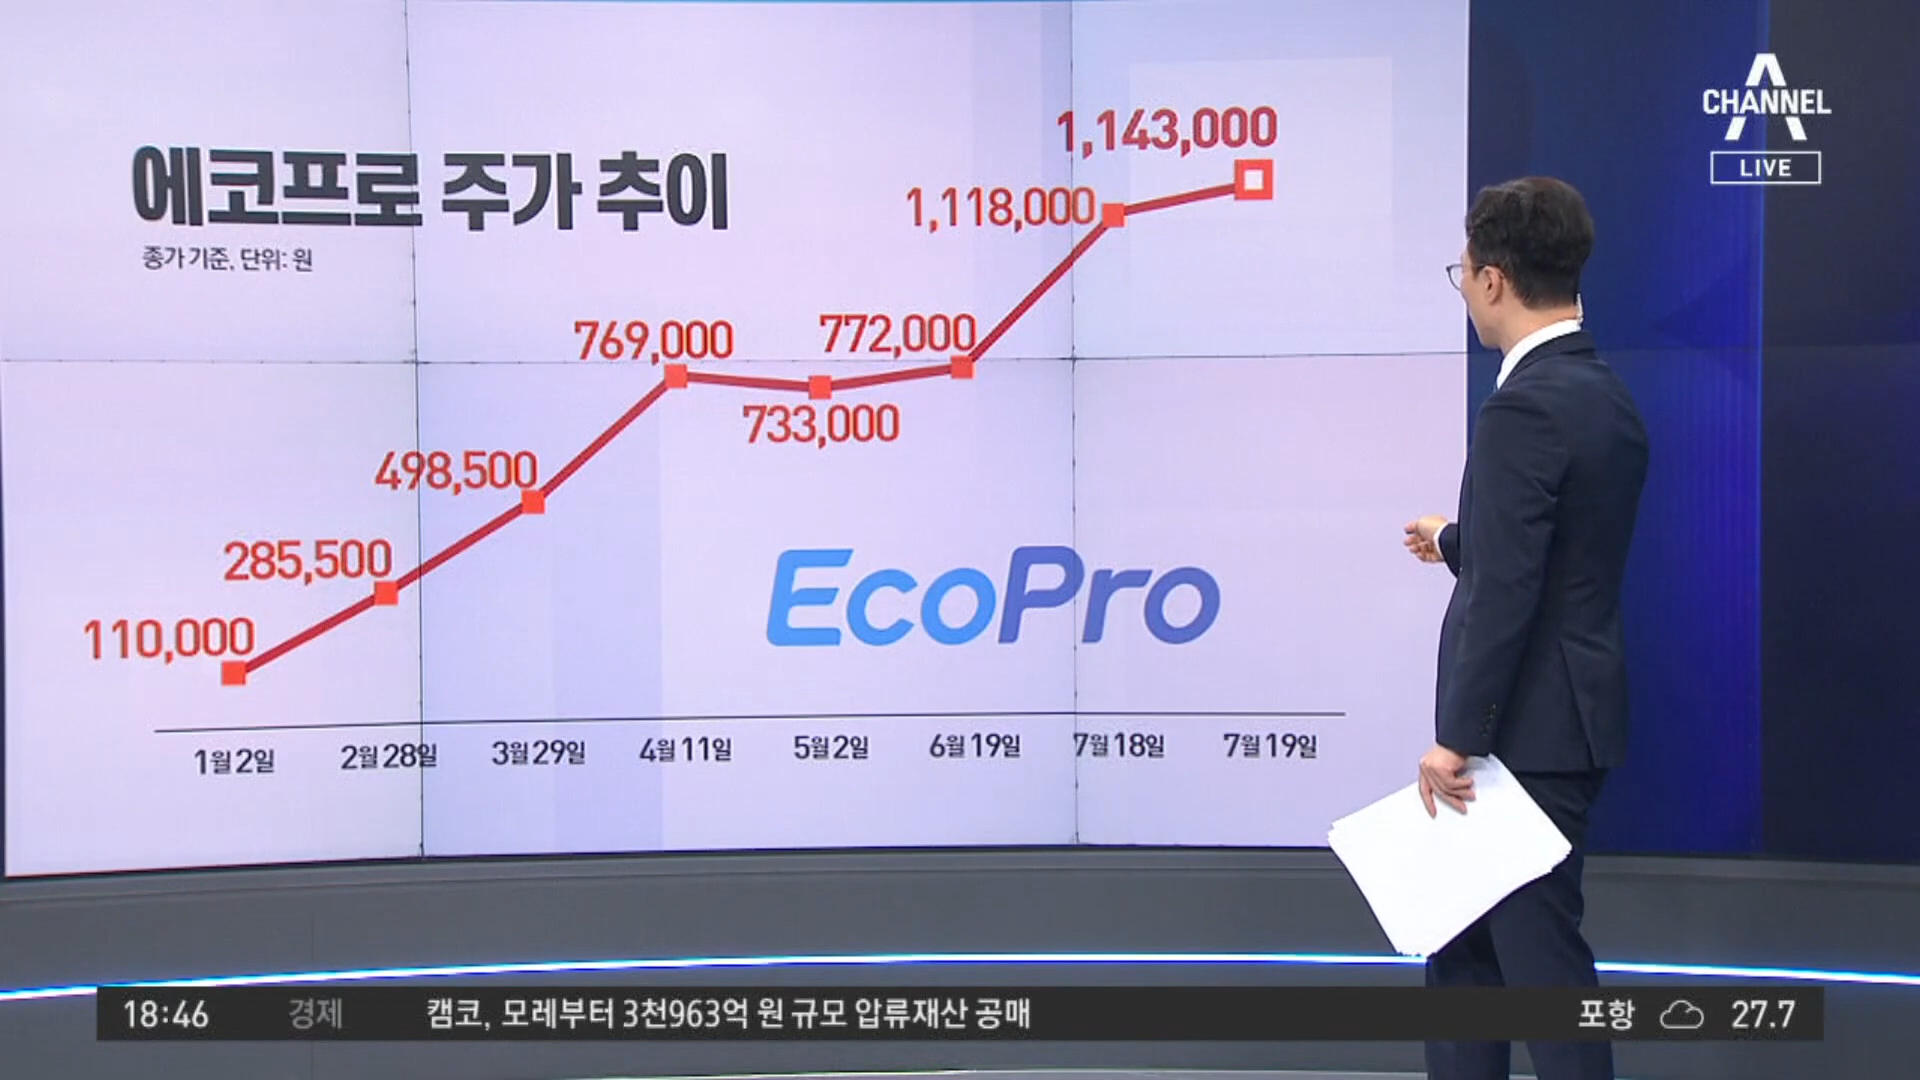 에코프로 주가 추이
종가 기준, 단위: 원
110,000
285,500
498,500
769,000
733,000
772,000
1,118,000
1,143,000
EcoPro
1월 2일 2월 28일 3월 29일 4월 11일 5월 2일 6월 19일 7월 18일 7월 19일
CHANNEL A
LIVE
18:46 경제 캠코, 모레부터 3천963억 원 규모 압류재산 공매 포항 27.7